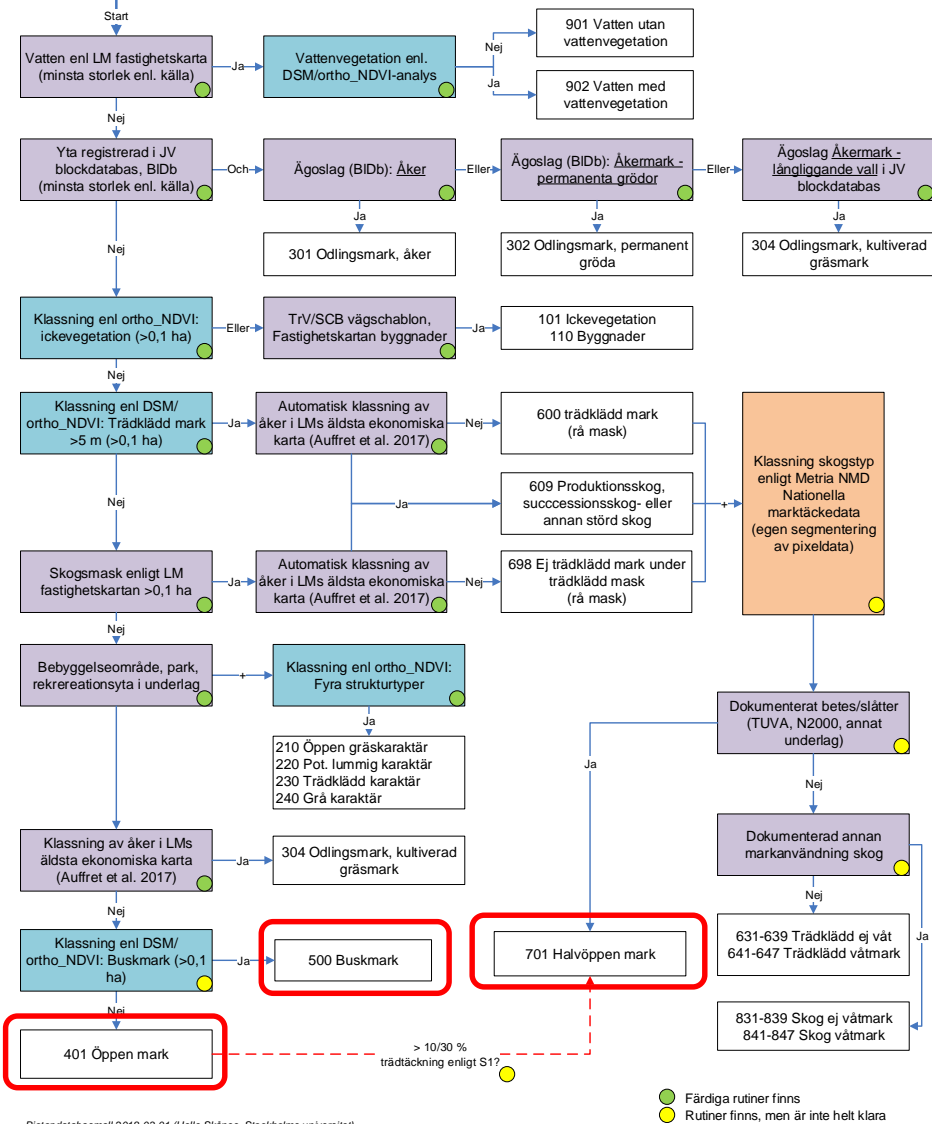 Start
Vatten enl LM fastighetskarta
(minsta storlek enl. källa)
Ja
Vattenvegetation enl.
DSM/ortho_NDVI-analys
Nej
901 Vatten utan
vattenvegetation
Ja
902 Vatten med
vattenvegetation
Nej
Yta registrerad i JV
blockdatabas, BIDb
(minsta storlek enl. källa)
Och
Ägoslag (BIDb): Åker
Eller
Ägoslag (BIDb): Åkermark -
permanenta grödor
Eller
Ägoslag Åkermark -
långliggande vall i JV
blockdatabas
Ja
Ja
Ja
301 Odlingsmark, åker
302 Odlingsmark, permanent
gröda
304 Odlingsmark, kultiverad
gräsmark
Nej
Klassning enl ortho_NDVI:
ickevegetation (>0,1 ha)
Eller
TrV/SCB vägschablon,
Fastighetskartan byggnader
Ja
101 Ickevegetation
110 Byggnader
Nej
Klassning enl DSM/
ortho_NDVI: Trädklädd mark
>5 m (>0,1 ha)
Ja
Automatisk klassning av
åker i LMs äldsta ekonomiska
karta (Auffret et al. 2017)
Nej
600 trädklädd mark
(rå mask)
Klassning skogstyp
enligt Metria NMD
Nationella
marktäckedata
(egen segmentering
av pixeldata)
Nej
Ja
609 Produktionsskog,
succcessionsskog- eller
annan störd skog
+
Skogsmask enligt LM
fastighetskartan >0,1 ha
Ja
Automatisk klassning av
åker i LMs äldsta ekonomiska
karta (Auffret et al. 2017)
Nej
698 Ej trädklädd mark under
trädklädd mask
(rå mask)
Nej
Bebyggelseområde, park,
rekrereationsyta i underlag
+
Klassning enl ortho_NDVI:
Fyra strukturtyper
Ja
210 Öppen gräskaraktär
220 Pot. lummig karaktär
230 Trädklädd karaktär
240 Grå karaktär
Dokumenterat betes/slåtter
(TUVA, N2000, annat
underlag)
Ja
Nej
Klassning av åker i LMs
äldsta ekonomiska karta
(Auffret et al. 2017)
Ja
304 Odlingsmark, kultiverad
gräsmark
Dokumenterad annan
markanvändning skog
Nej
Nej
Ja
Klassning enl DSM/
ortho_NDVI: Buskmark (>0,1
ha)
Ja
500 Buskmark
701 Halvöppen mark
631-639 Trädklädd ej våt
641-647 Trädklädd våtmark
Nej
401 Öppen mark
> 10/30 %
trädtäckning enligt S1?
831-839 Skog ej våtmark
841-847 Skog våtmark
Färdiga rutiner finns
Rutiner finns, men är inte helt klara